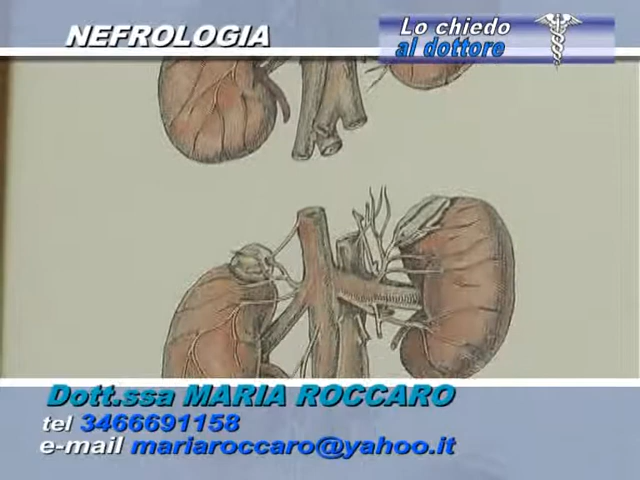 NEFROLOGIA
Lo chiedo
al dottore
Dott.ssa MARIA ROCCARO
tel 3466691158
e-mail mariaroccaro@yahoo.it